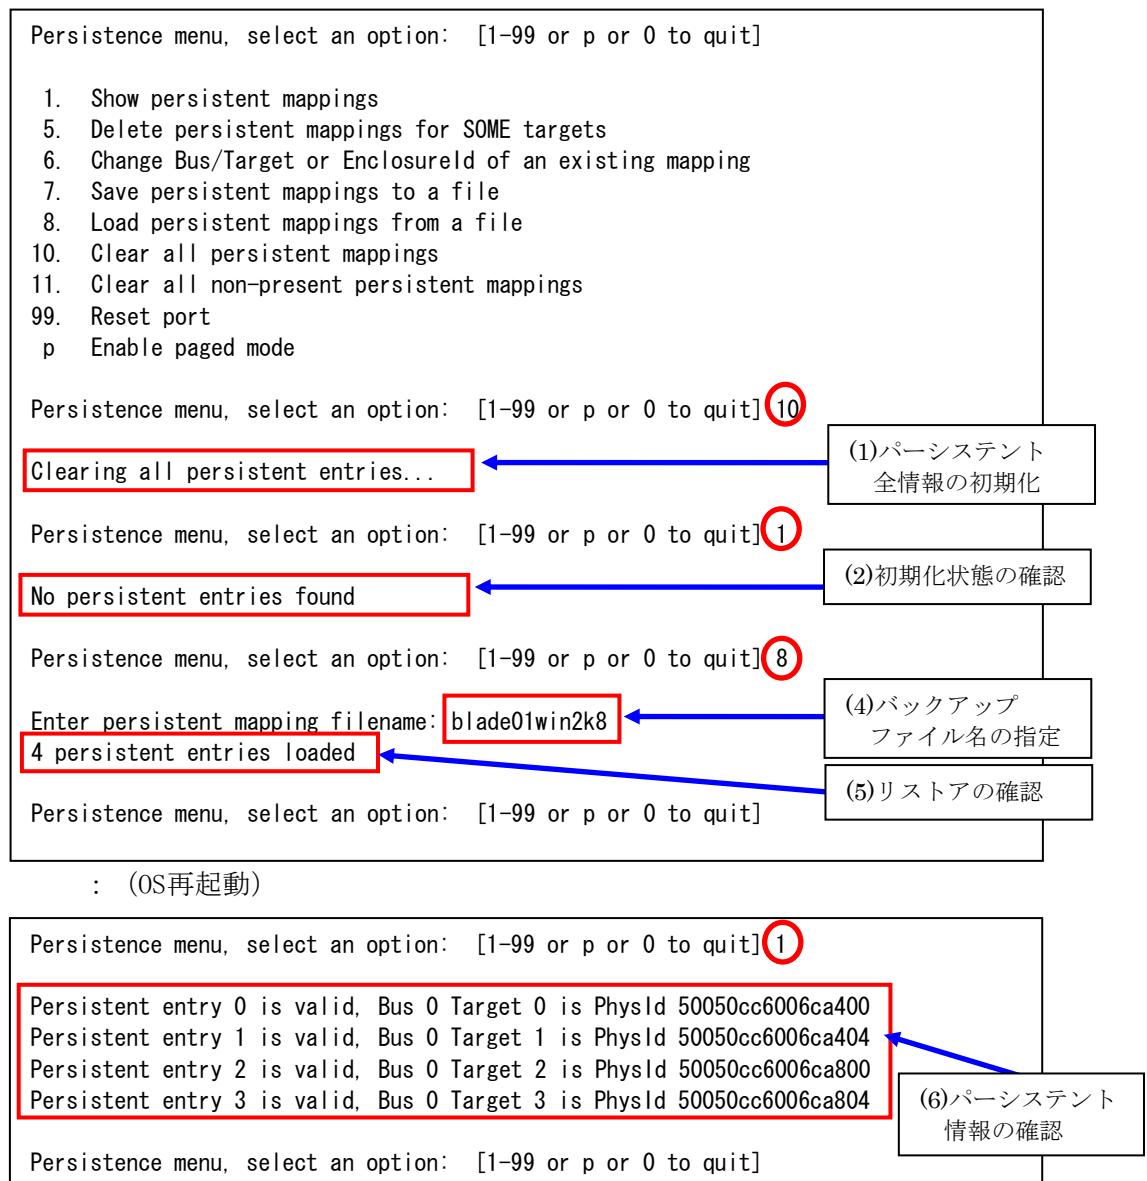 Persistence menu, select an option:  [1-99 or p or 0 to quit]
1.  Show persistent mappings
5.  Delete persistent mappings for SOME targets
6.  Change Bus/Target or EnclosureId of an existing mapping
7.  Save persistent mappings to a file
8.  Load persistent mappings from a file
10.  Clear all persistent mappings
11.  Clear all non-present persistent mappings
99.  Reset port
p   Enable paged mode
Persistence menu, select an option:  [1-99 or p or 0 to quit] 10
(1)パーシステント
全情報の初期化
Clearing all persistent entries...
Persistence menu, select an option:  [1-99 or p or 0 to quit] 1
(2)初期化状態の確認
No persistent entries found
Persistence menu, select an option:  [1-99 or p or 0 to quit] 8
(4)バックアップ
ファイル名の指定
Enter persistent mapping filename: blade01win2k8
4 persistent entries loaded
(5)リストアの確認
Persistence menu, select an option:  [1-99 or p or 0 to quit]
: (OS再起動)
Persistence menu, select an option:  [1-99 or p or 0 to quit] 1
Persistent entry 0 is valid, Bus 0 Target 0 is PhysId 50050cc6006ca400
Persistent entry 1 is valid, Bus 0 Target 1 is PhysId 50050cc6006ca404
Persistent entry 2 is valid, Bus 0 Target 2 is PhysId 50050cc6006ca800
Persistent entry 3 is valid, Bus 0 Target 3 is PhysId 50050cc6006ca804
(6)パーシステント
情報の確認
Persistence menu, select an option:  [1-99 or p or 0 to quit]